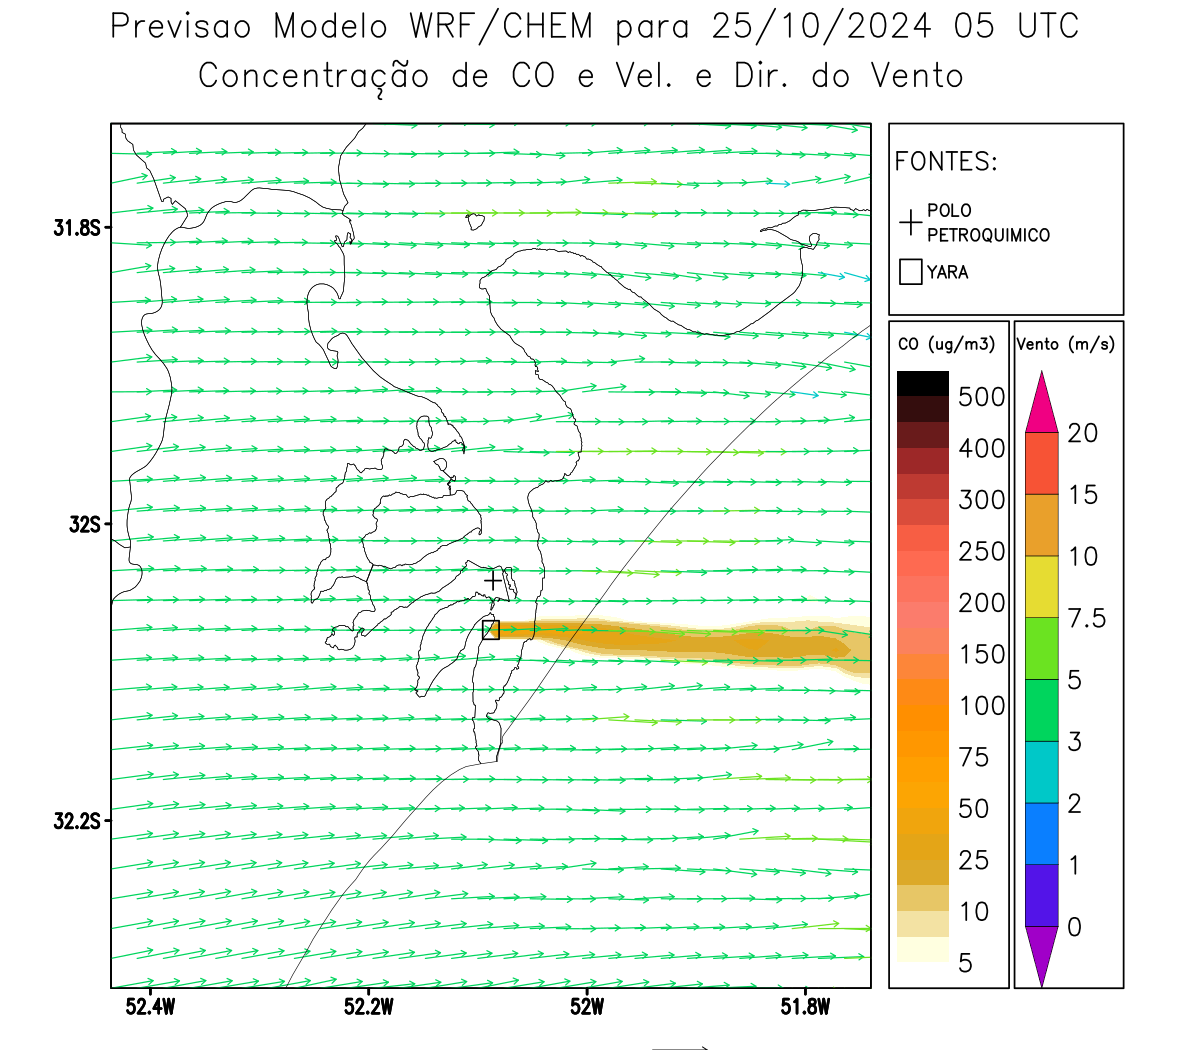 Previsao Modelo WRF/CHEM para 25/10/2024 05 UTC
Concentração de CO e Vel. e Dir. do Vento
FONTES:
POLO
PETROQUIMICO
YARA
31.8S
32S
32.2S
52.4W
52.2W
52W
51.8W
CO (ug/m3)
500
400
300
250
200
150
100
75
50
25
10
5
Vento (m/s)
20
15
10
7.5
5
3
2
1
0